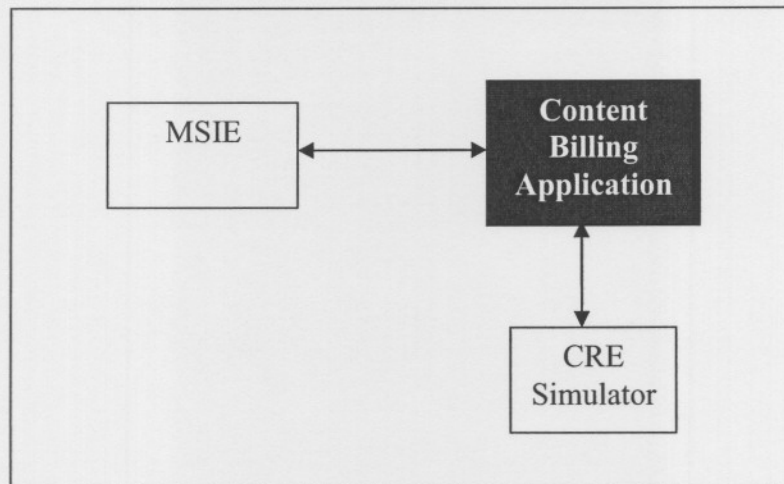 MSIE
Content
Billing
Application
CRE
Simulator